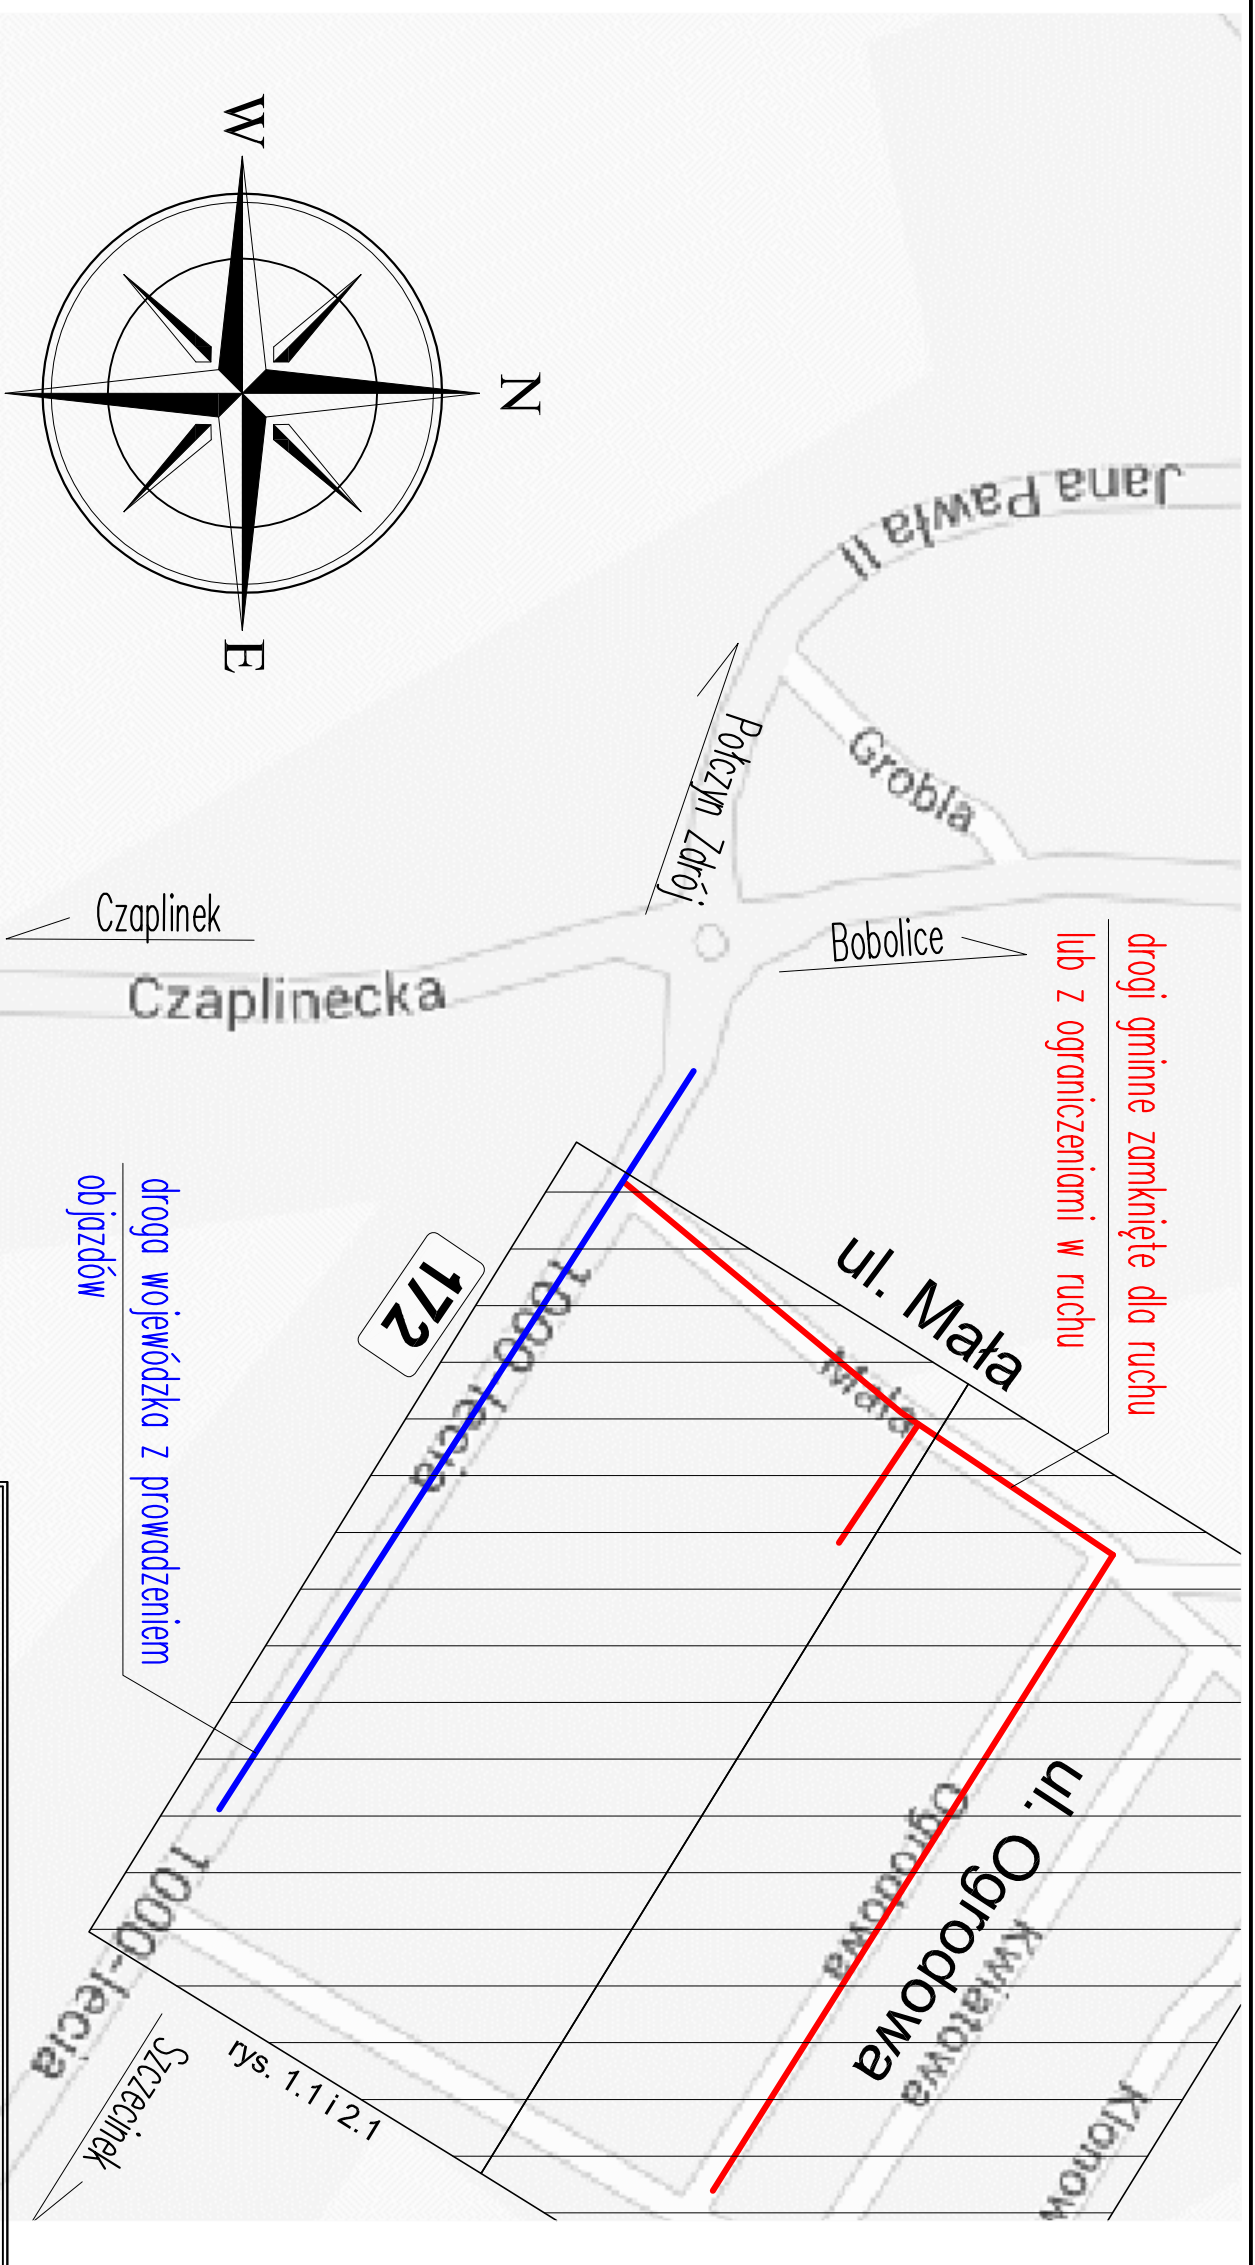 N
W
E
Jana Pawła II
Grobla
Połczyn Zdrój
Bobolice
Czaplinek
Czaplinecka
drogi gminne zamknięte dla ruchu
lub z ograniczeniami w ruchu
ul. Mała
Mała
1000-lecia
172
droga wojewódzka z prowadzeniem
objazdów
ul. Ogrodowa
Ogrodowa
Kwiatowa
Klonow
1000-lecia
rys. 1.1 i 2.1
Szczecinek